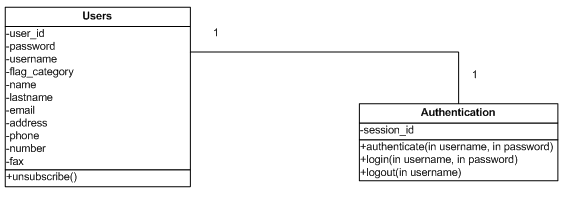 Users
-user_id
-password
-username
-flag_category
-name
-lastname
-email
-address
-phone
-number
-fax
+unsubscribe()
1
1
Authentication
-session_id
+authenticate(in username, in password)
+login(in username, in password)
+logout(in username)